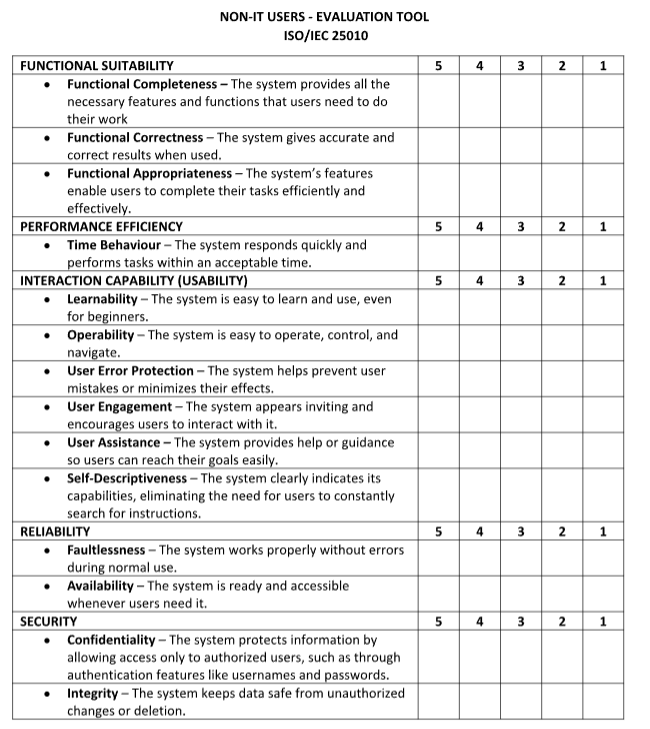 NON-IT USERS - EVALUATION TOOL
ISO/IEC 25010
FUNCTIONAL SUITABILITY 5 4 3 2 1
• Functional Completeness – The system provides all the
necessary features and functions that users need to do
their work
• Functional Correctness – The system gives accurate and
correct results when used.
• Functional Appropriateness – The system's features
enable users to complete their tasks efficiently and
effectively.
PERFORMANCE EFFICIENCY 5 4 3 2 1
• Time Behaviour – The system responds quickly and
performs tasks within an acceptable time.
INTERACTION CAPABILITY (USABILITY) 5 4 3 2 1
• Learnability – The system is easy to learn and use, even
for beginners.
• Operability – The system is easy to operate, control, and
navigate.
• User Error Protection – The system helps prevent user
mistakes or minimizes their effects.
• User Engagement – The system appears inviting and
encourages users to interact with it.
• User Assistance – The system provides help or guidance
so users can reach their goals easily.
• Self-Descriptiveness – The system clearly indicates its
capabilities, eliminating the need for users to constantly
search for instructions.
RELIABILITY 5 4 3 2 1
• Faultlessness – The system works properly without errors
during normal use.
• Availability – The system is ready and accessible
whenever users need it.
SECURITY 5 4 3 2 1
• Confidentiality – The system protects information by
allowing access only to authorized users, such as through
authentication features like usernames and passwords.
• Integrity – The system keeps data safe from unauthorized
changes or deletion.